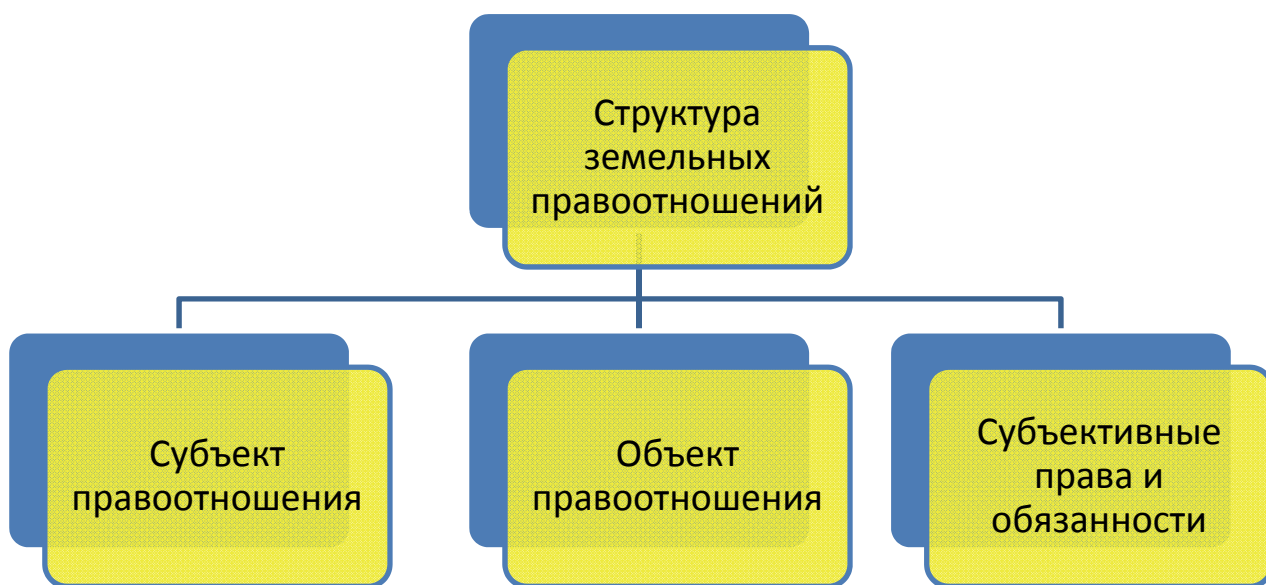 Структура
земельных
правоотношений
Субъект
правоотношения
Объект
правоотношения
Субъективные
права и
обязанности